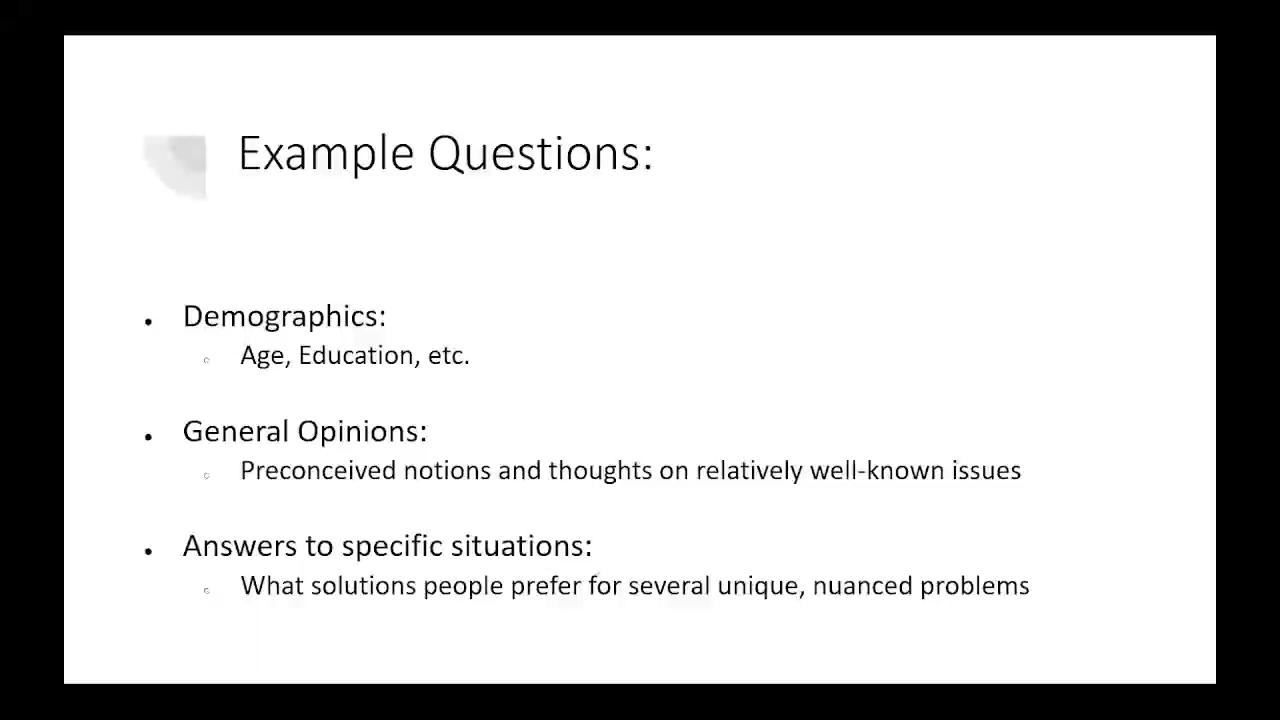 Example Questions:
• Demographics:
○ Age, Education, etc.
• General Opinions:
○ Preconceived notions and thoughts on relatively well-known issues
• Answers to specific situations:
○ What solutions people prefer for several unique, nuanced problems